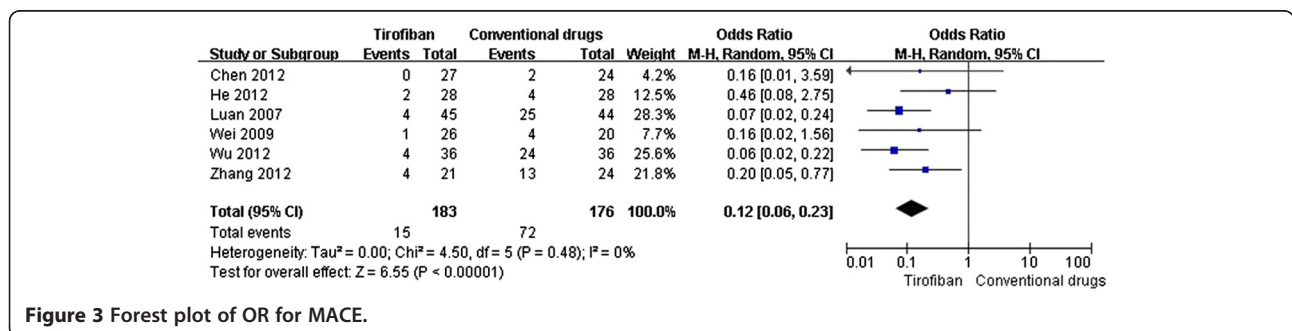 Tirofiban Conventional drugs Odds Ratio Odds Ratio
Study or Subgroup Events Total Events Total Weight M-H, Random, 95% CI M-H, Random, 95% CI
Chen 2012 0 27 2 24 4.2% 0.16 [0.01, 3.59]
He 2012 2 28 4 28 12.5% 0.46 [0.08, 2.75]
Luan 2007 4 45 25 44 28.3% 0.07 [0.02, 0.24]
Wei 2009 1 26 4 20 7.7% 0.16 [0.02, 1.56]
Wu 2012 4 36 24 36 25.6% 0.06 [0.02, 0.22]
Zhang 2012 4 21 13 24 21.8% 0.20 [0.05, 0.77]
Total (95% CI) 183 176 100.0% 0.12 [0.06, 0.23]
Total events 15 72
Heterogeneity: Tau² = 0.00; Chi² = 4.50, df = 5 (P = 0.48); I² = 0%
Test for overall effect: Z = 6.55 (P < 0.00001)
0.01 0.1 1 10 100
Tirofiban Conventional drugs
Figure 3 Forest plot of OR for MACE.